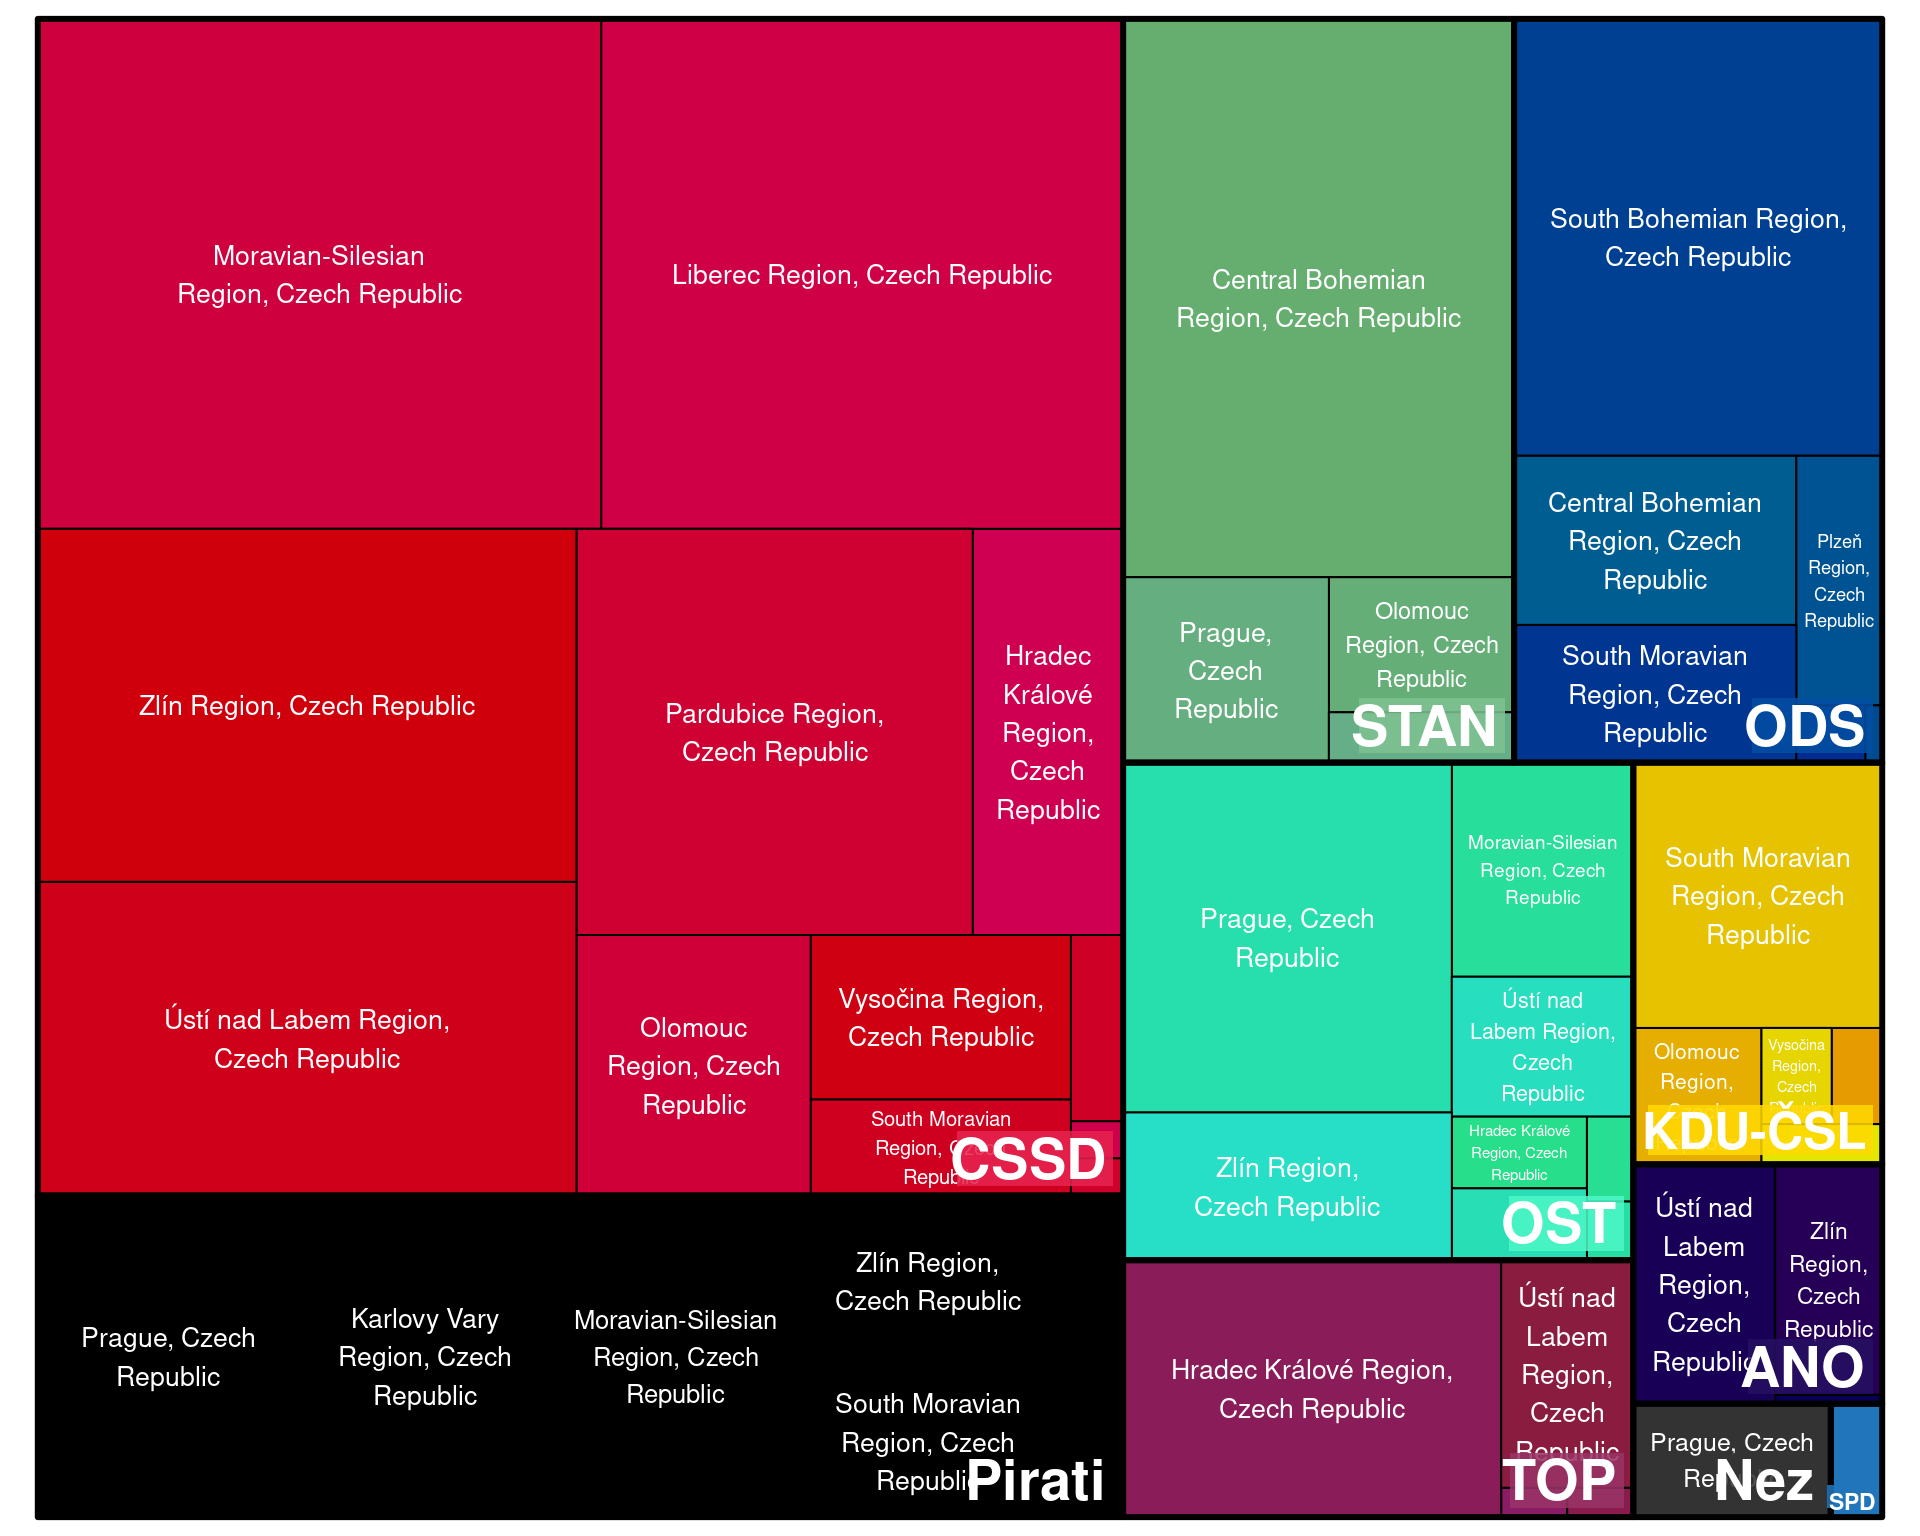 Moravian-Silesian
Region, Czech Republic
Liberec Region, Czech Republic
Zlín Region, Czech Republic
Pardubice Region,
Czech Republic
Hradec
Králové
Region,
Czech
Republic
Ústí nad Labem Region,
Czech Republic
Olomouc
Region, Czech
Republic
Vysočina Region,
Czech Republic
South Moravian
Region, Czech
Republic
CSSD
Prague, Czech
Republic
Karlovy Vary
Region, Czech
Republic
Moravian-Silesian
Region, Czech
Republic
Zlín Region,
Czech Republic
South Moravian
Region, Czech
Republic
Pirati
Central Bohemian
Region, Czech Republic
Prague,
Czech
Republic
Olomouc
Region, Czech
Republic
STAN
South Bohemian Region,
Czech Republic
Central Bohemian
Region, Czech
Republic
Plzeň
Region,
Czech
Republic
South Moravian
Region, Czech
Republic
ODS
Prague, Czech
Republic
Moravian-Silesian
Region, Czech
Republic
Ústí nad
Labem Region,
Czech
Republic
Zlín Region,
Czech Republic
Hradec Králové
Region, Czech
Republic
OST
South Moravian
Region, Czech
Republic
Olomouc
Region,
Vysočina
Region,
Czech
KDU-ČSL
Hradec Králové Region,
Czech Republic
Ústí nad
Labem
Region,
Czech
Republic
TOP
Ústí nad
Labem
Region,
Czech
Republic
Zlín
Region,
Czech
Republic
ANO
Prague, Czech
Nez
SPD